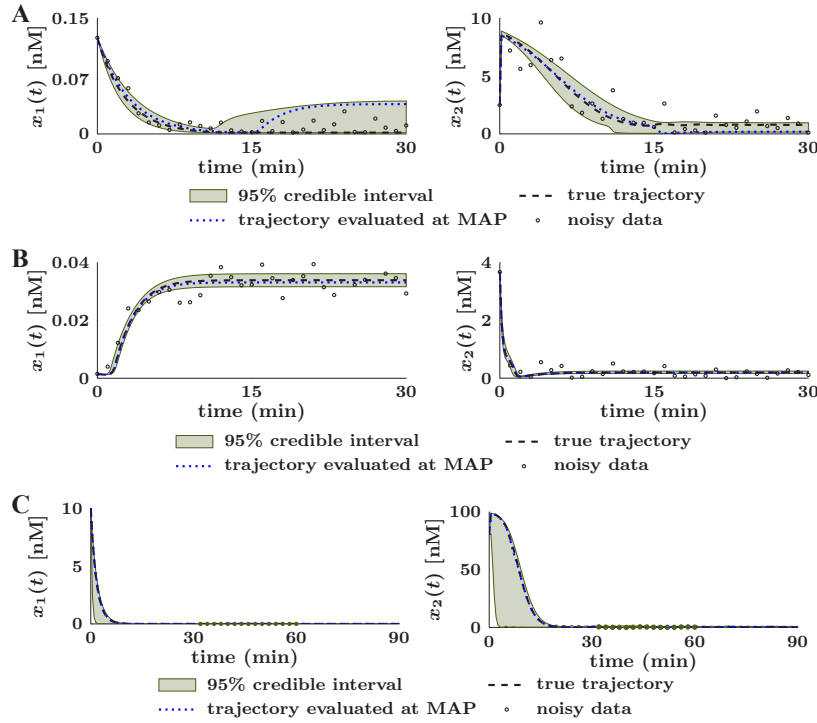 A
0.15
0.07
0
x₁(t) [nM]
0 15 30
time (min)
10
5
0
x₂(t) [nM]
0 15 30
time (min)
95% credible interval
true trajectory
trajectory evaluated at MAP
noisy data
B
0.04
0.02
0
x₁(t) [nM]
0 15 30
time (min)
4
2
0
x₂(t) [nM]
0 15 30
time (min)
95% credible interval
true trajectory
trajectory evaluated at MAP
noisy data
C
10
5
0
x₁(t) [nM]
0 30 60 90
time (min)
100
50
0
x₂(t) [nM]
0 30 60 90
time (min)
95% credible interval
true trajectory
trajectory evaluated at MAP
noisy data